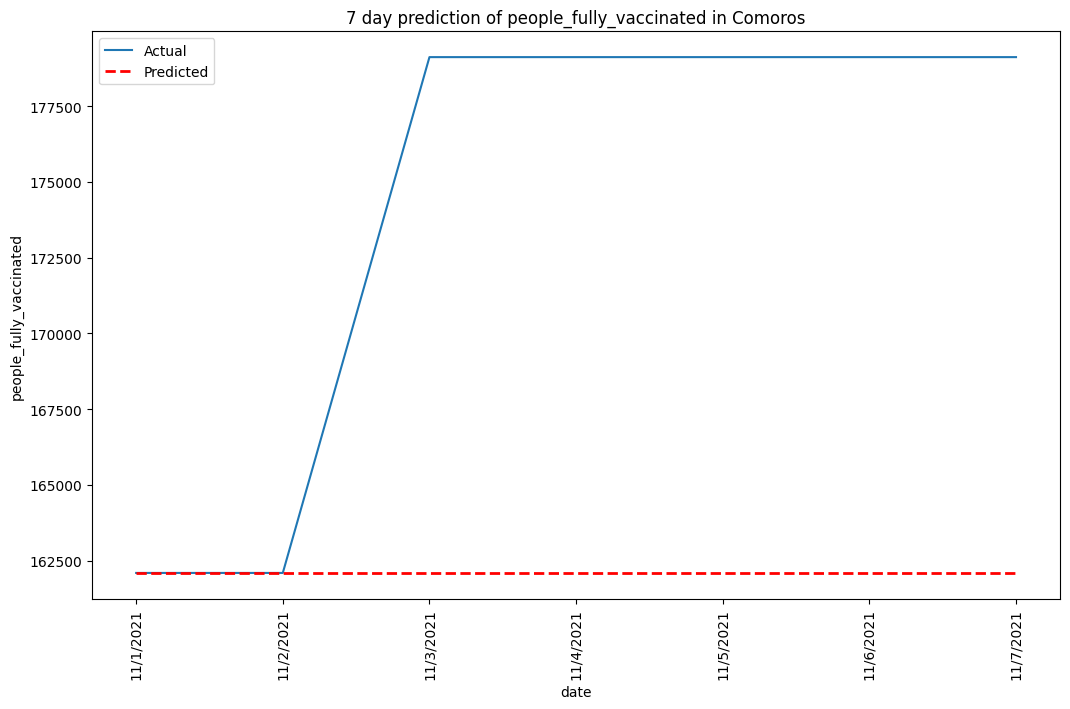 7 day prediction of people_fully_vaccinated in Comoros
Actual
Predicted
177500
175000
172500
170000
167500
165000
162500
people_fully_vaccinated
11/1/2021
11/2/2021
11/3/2021
11/4/2021
11/5/2021
11/6/2021
11/7/2021
date